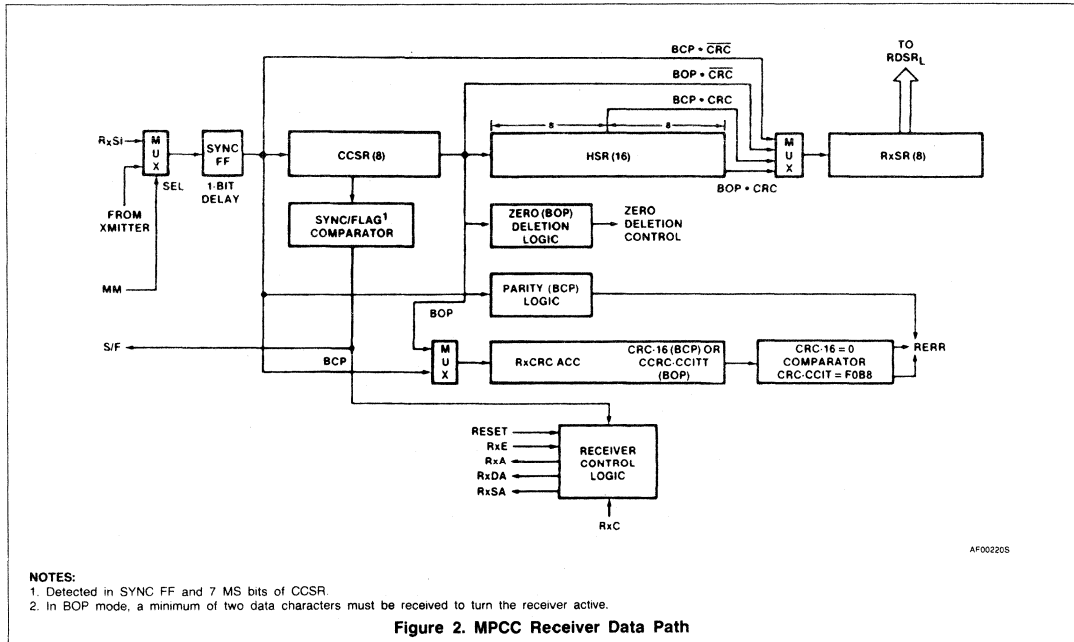 BCP • CRC
TO
RDSRL
BOP • CRC
BCP • CRC
8
8
RxSI
MUX
SYNC
FF
CCSR (8)
HSR (16)
MUX
RxSR (8)
SEL
1-BIT
DELAY
BOP • CRC
FROM
XMITTER
SYNC/FLAG1
COMPARATOR
ZERO (BOP)
DELETION
LOGIC
ZERO
DELETION
CONTROL
MM
PARITY (BCP)
LOGIC
BOP
S/F
BCP
MUX
RxCRC ACC
CRC-16 (BCP) OR
CCRC-CCITT
(BOP)
CRC-16 = 0
COMPARATOR
CRC-CCIT = F0B8
RERR
RESET
RxE
RxA
RxDA
RxSA
RECEIVER
CONTROL
LOGIC
RxC
AF00220S
NOTES:
1. Detected in SYNC FF and 7 MS bits of CCSR.
2. In BOP mode, a minimum of two data characters must be received to turn the receiver active.
Figure 2. MPCC Receiver Data Path